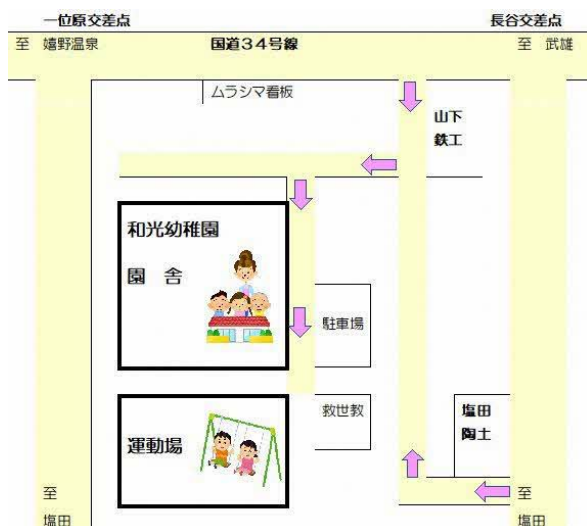 一位原交差点
長谷交差点
至 嬉野温泉
国道34号線
至 武雄
ムラシマ看板
山下
鉄工
和光幼稚園
園 舎
駐車場
救世教
塩田
陶土
運動場
至
塩田
至
塩田